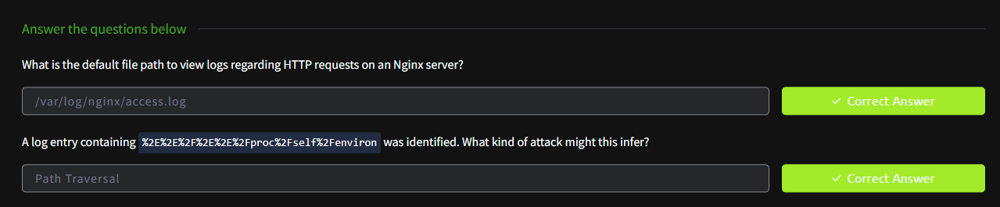 Answer the questions below
What is the default file path to view logs regarding HTTP requests on an Nginx server?
/var/log/nginx/access.log
✓ Correct Answer
A log entry containing %2E%2E%2F%2E%2E%2Fproc%2Fself%2Fenviron was identified. What kind of attack might this infer?
Path Traversal
✓ Correct Answer